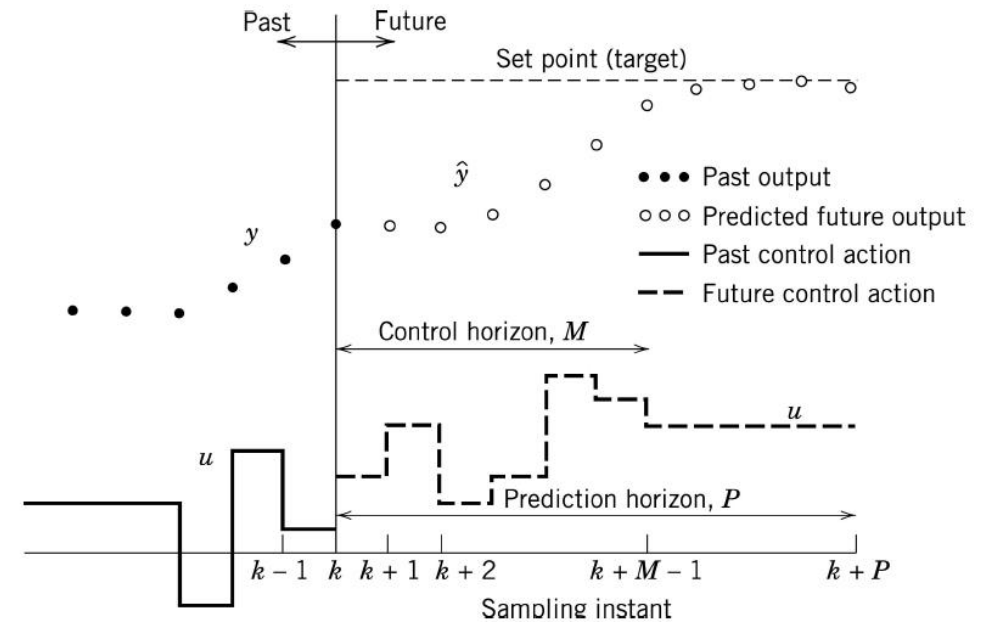 Past Future
Set point (target)
ŷ
Past output
y
Predicted future output
Past control action
Future control action
Control horizon, M
u
u
Prediction horizon, P
k − 1 k k + 1 k + 2 k + M − 1 k + P
Sampling instant